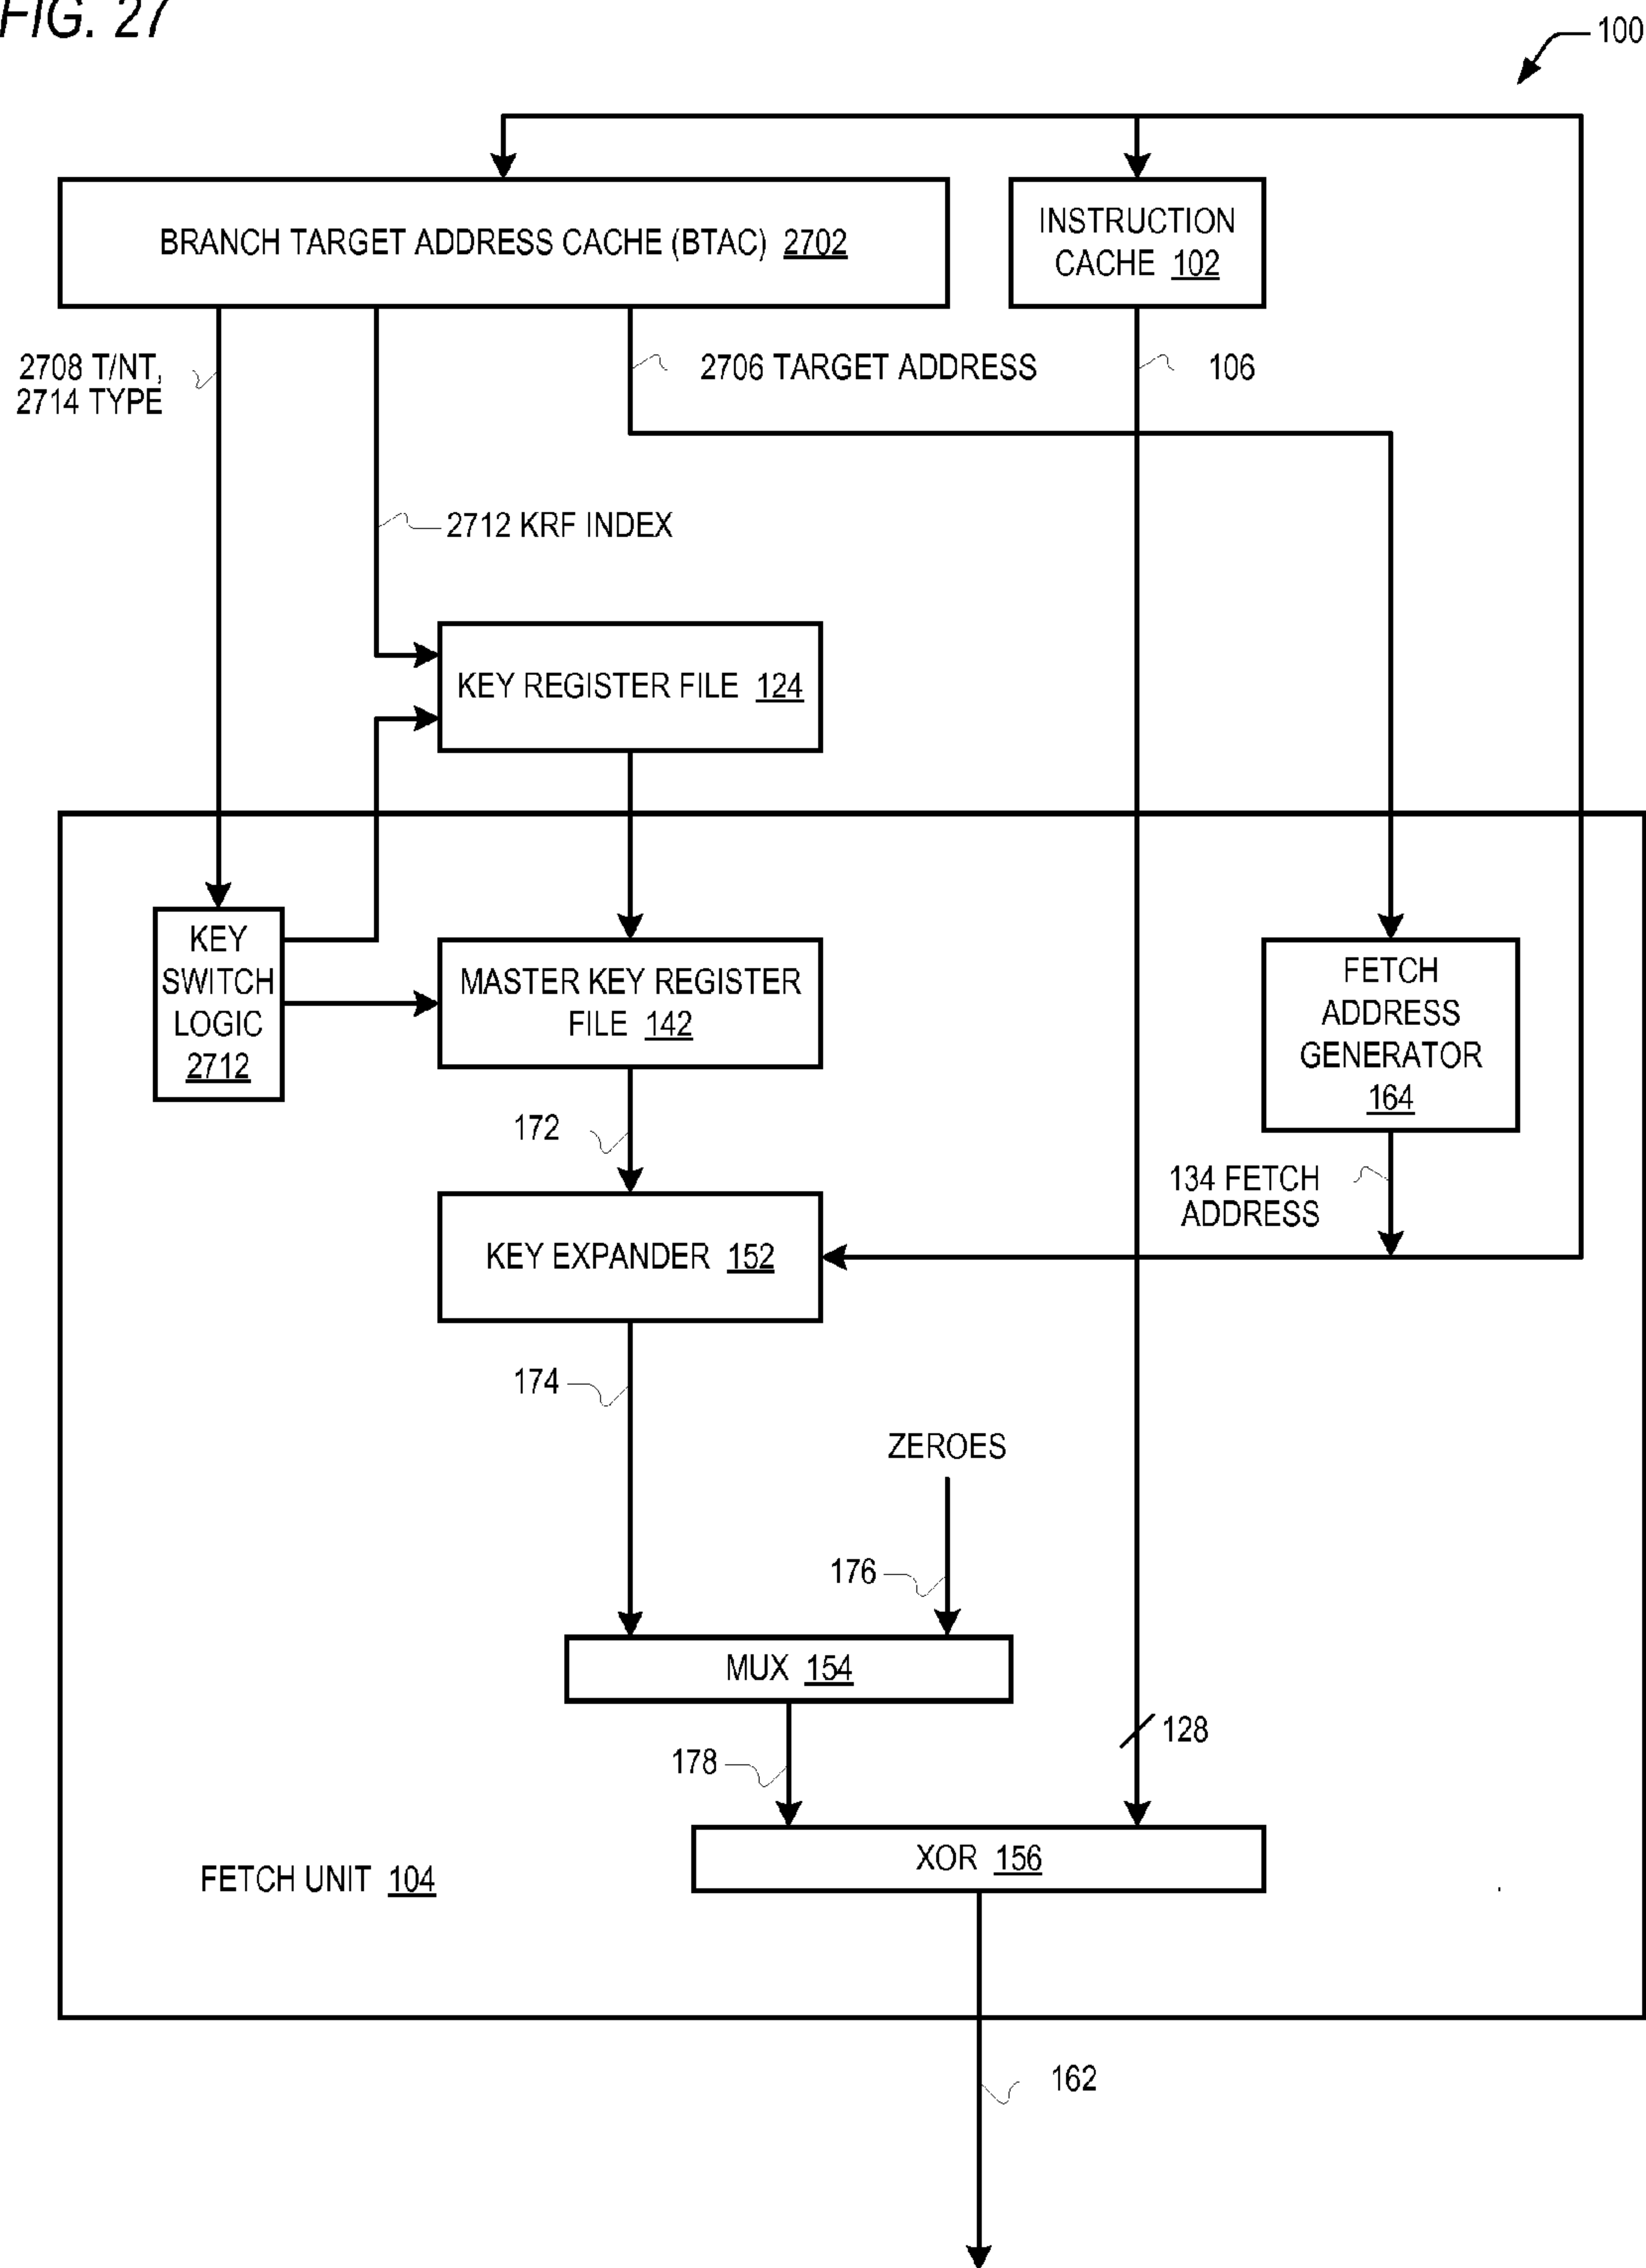 FIG. 27
100
BRANCH TARGET ADDRESS CACHE (BTAC) 2702
INSTRUCTION
CACHE 102
2708 T/NT,
2714 TYPE
2706 TARGET ADDRESS
106
2712 KRF INDEX
KEY REGISTER FILE 124
KEY
SWITCH
LOGIC
2712
MASTER KEY REGISTER
FILE 142
FETCH
ADDRESS
GENERATOR
164
172
134 FETCH
ADDRESS
KEY EXPANDER 152
174
ZEROES
176
MUX 154
128
178
XOR 156
FETCH UNIT 104
162